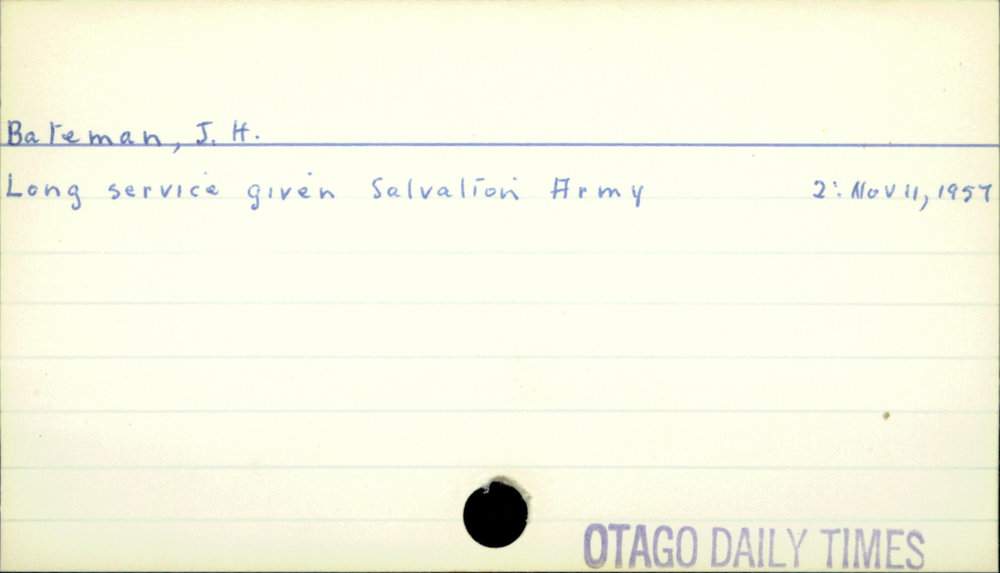 Bateman, J. H.
Long service given Salvation Army 2: Nov 11, 1957
OTAGO DAILY TIMES